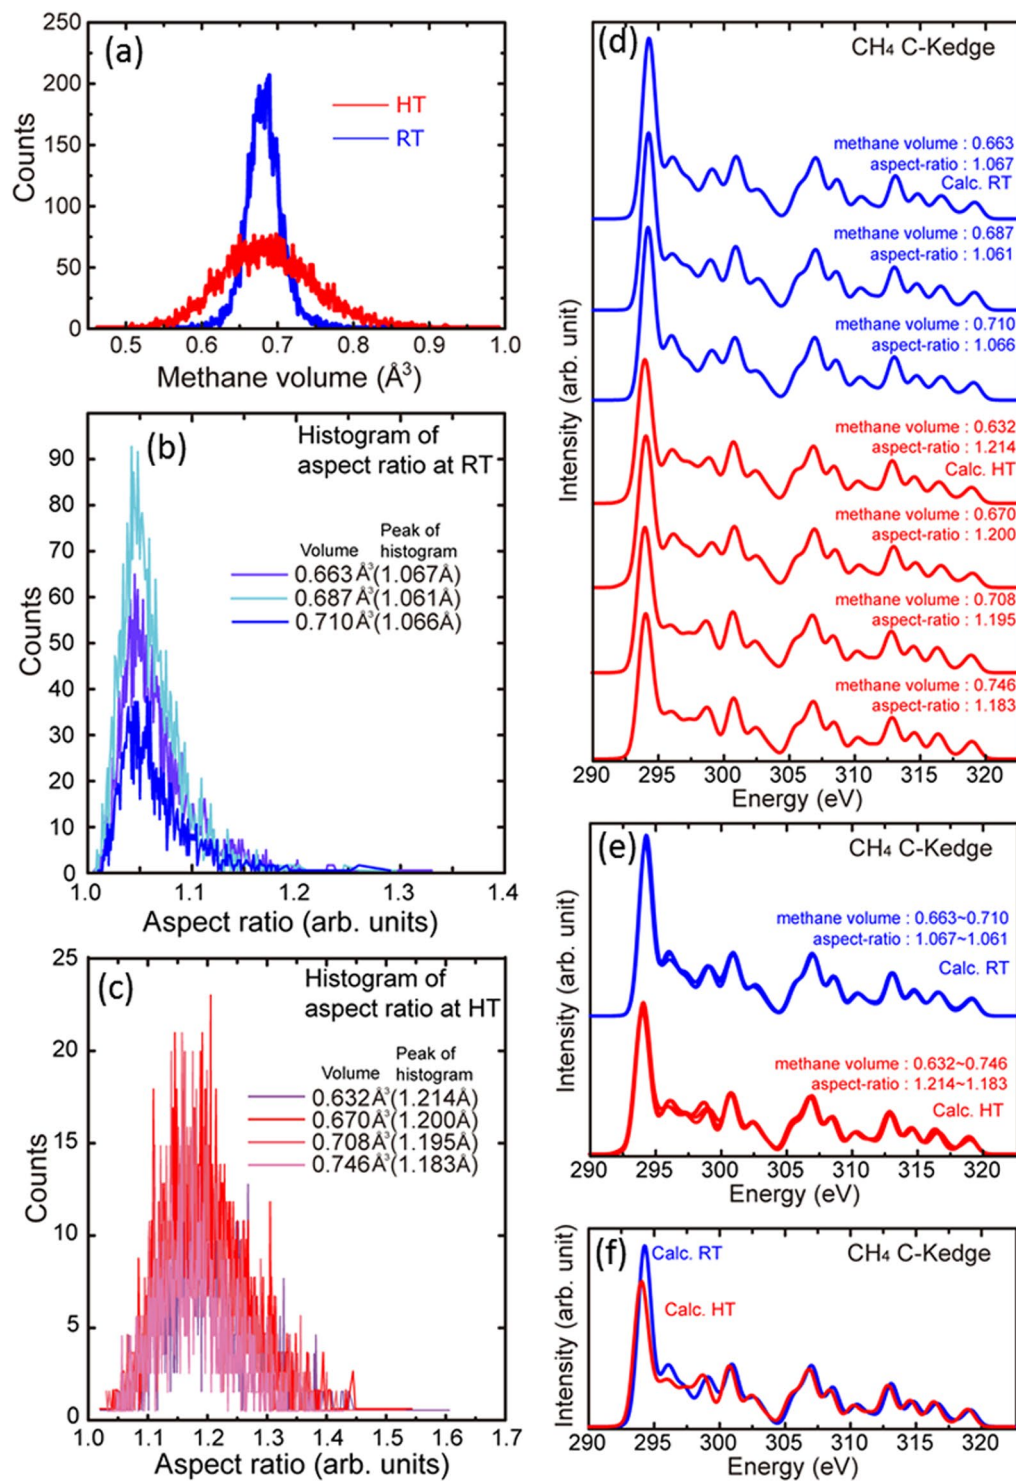 (a)
250
200
150
100
50
0
Counts
HT
RT
0.5 0.6 0.7 0.8 0.9 1.0
Methane volume (Å³)
(b)
Histogram of
aspect ratio at RT
90
80
70
60
50
40
30
20
10
0
Counts
Volume Peak of
histogram
0.663Å³(1.067Å)
0.687Å³(1.061Å)
0.710Å³(1.066Å)
1.0 1.1 1.2 1.3 1.4
Aspect ratio (arb. units)
(c)
Histogram of
aspect ratio at HT
25
20
15
10
5
0
Counts
Volume Peak of
histogram
0.632Å³(1.214Å)
0.670Å³(1.200Å)
0.708Å³(1.195Å)
0.746Å³(1.183Å)
1.0 1.1 1.2 1.3 1.4 1.5 1.6 1.7
Aspect ratio (arb. units)
(d)
CH₄ C-Kedge
Intensity (arb. unit)
methane volume : 0.663
aspect-ratio : 1.067
Calc. RT
methane volume : 0.687
aspect-ratio : 1.061
methane volume : 0.710
aspect-ratio : 1.066
methane volume : 0.632
aspect-ratio : 1.214
Calc. HT
methane volume : 0.670
aspect-ratio : 1.200
methane volume : 0.708
aspect-ratio : 1.195
methane volume : 0.746
aspect-ratio : 1.183
290 295 300 305 310 315 320
Energy (eV)
(e)
CH₄ C-Kedge
Intensity (arb. unit)
methane volume : 0.663~0.710
aspect-ratio : 1.067~1.061
Calc. RT
methane volume : 0.632~0.746
aspect-ratio : 1.214~1.183
Calc. HT
290 295 300 305 310 315 320
Energy (eV)
(f)
Calc. RT
CH₄ C-Kedge
Calc. HT
Intensity (arb. unit)
290 295 300 305 310 315 320
Energy (eV)